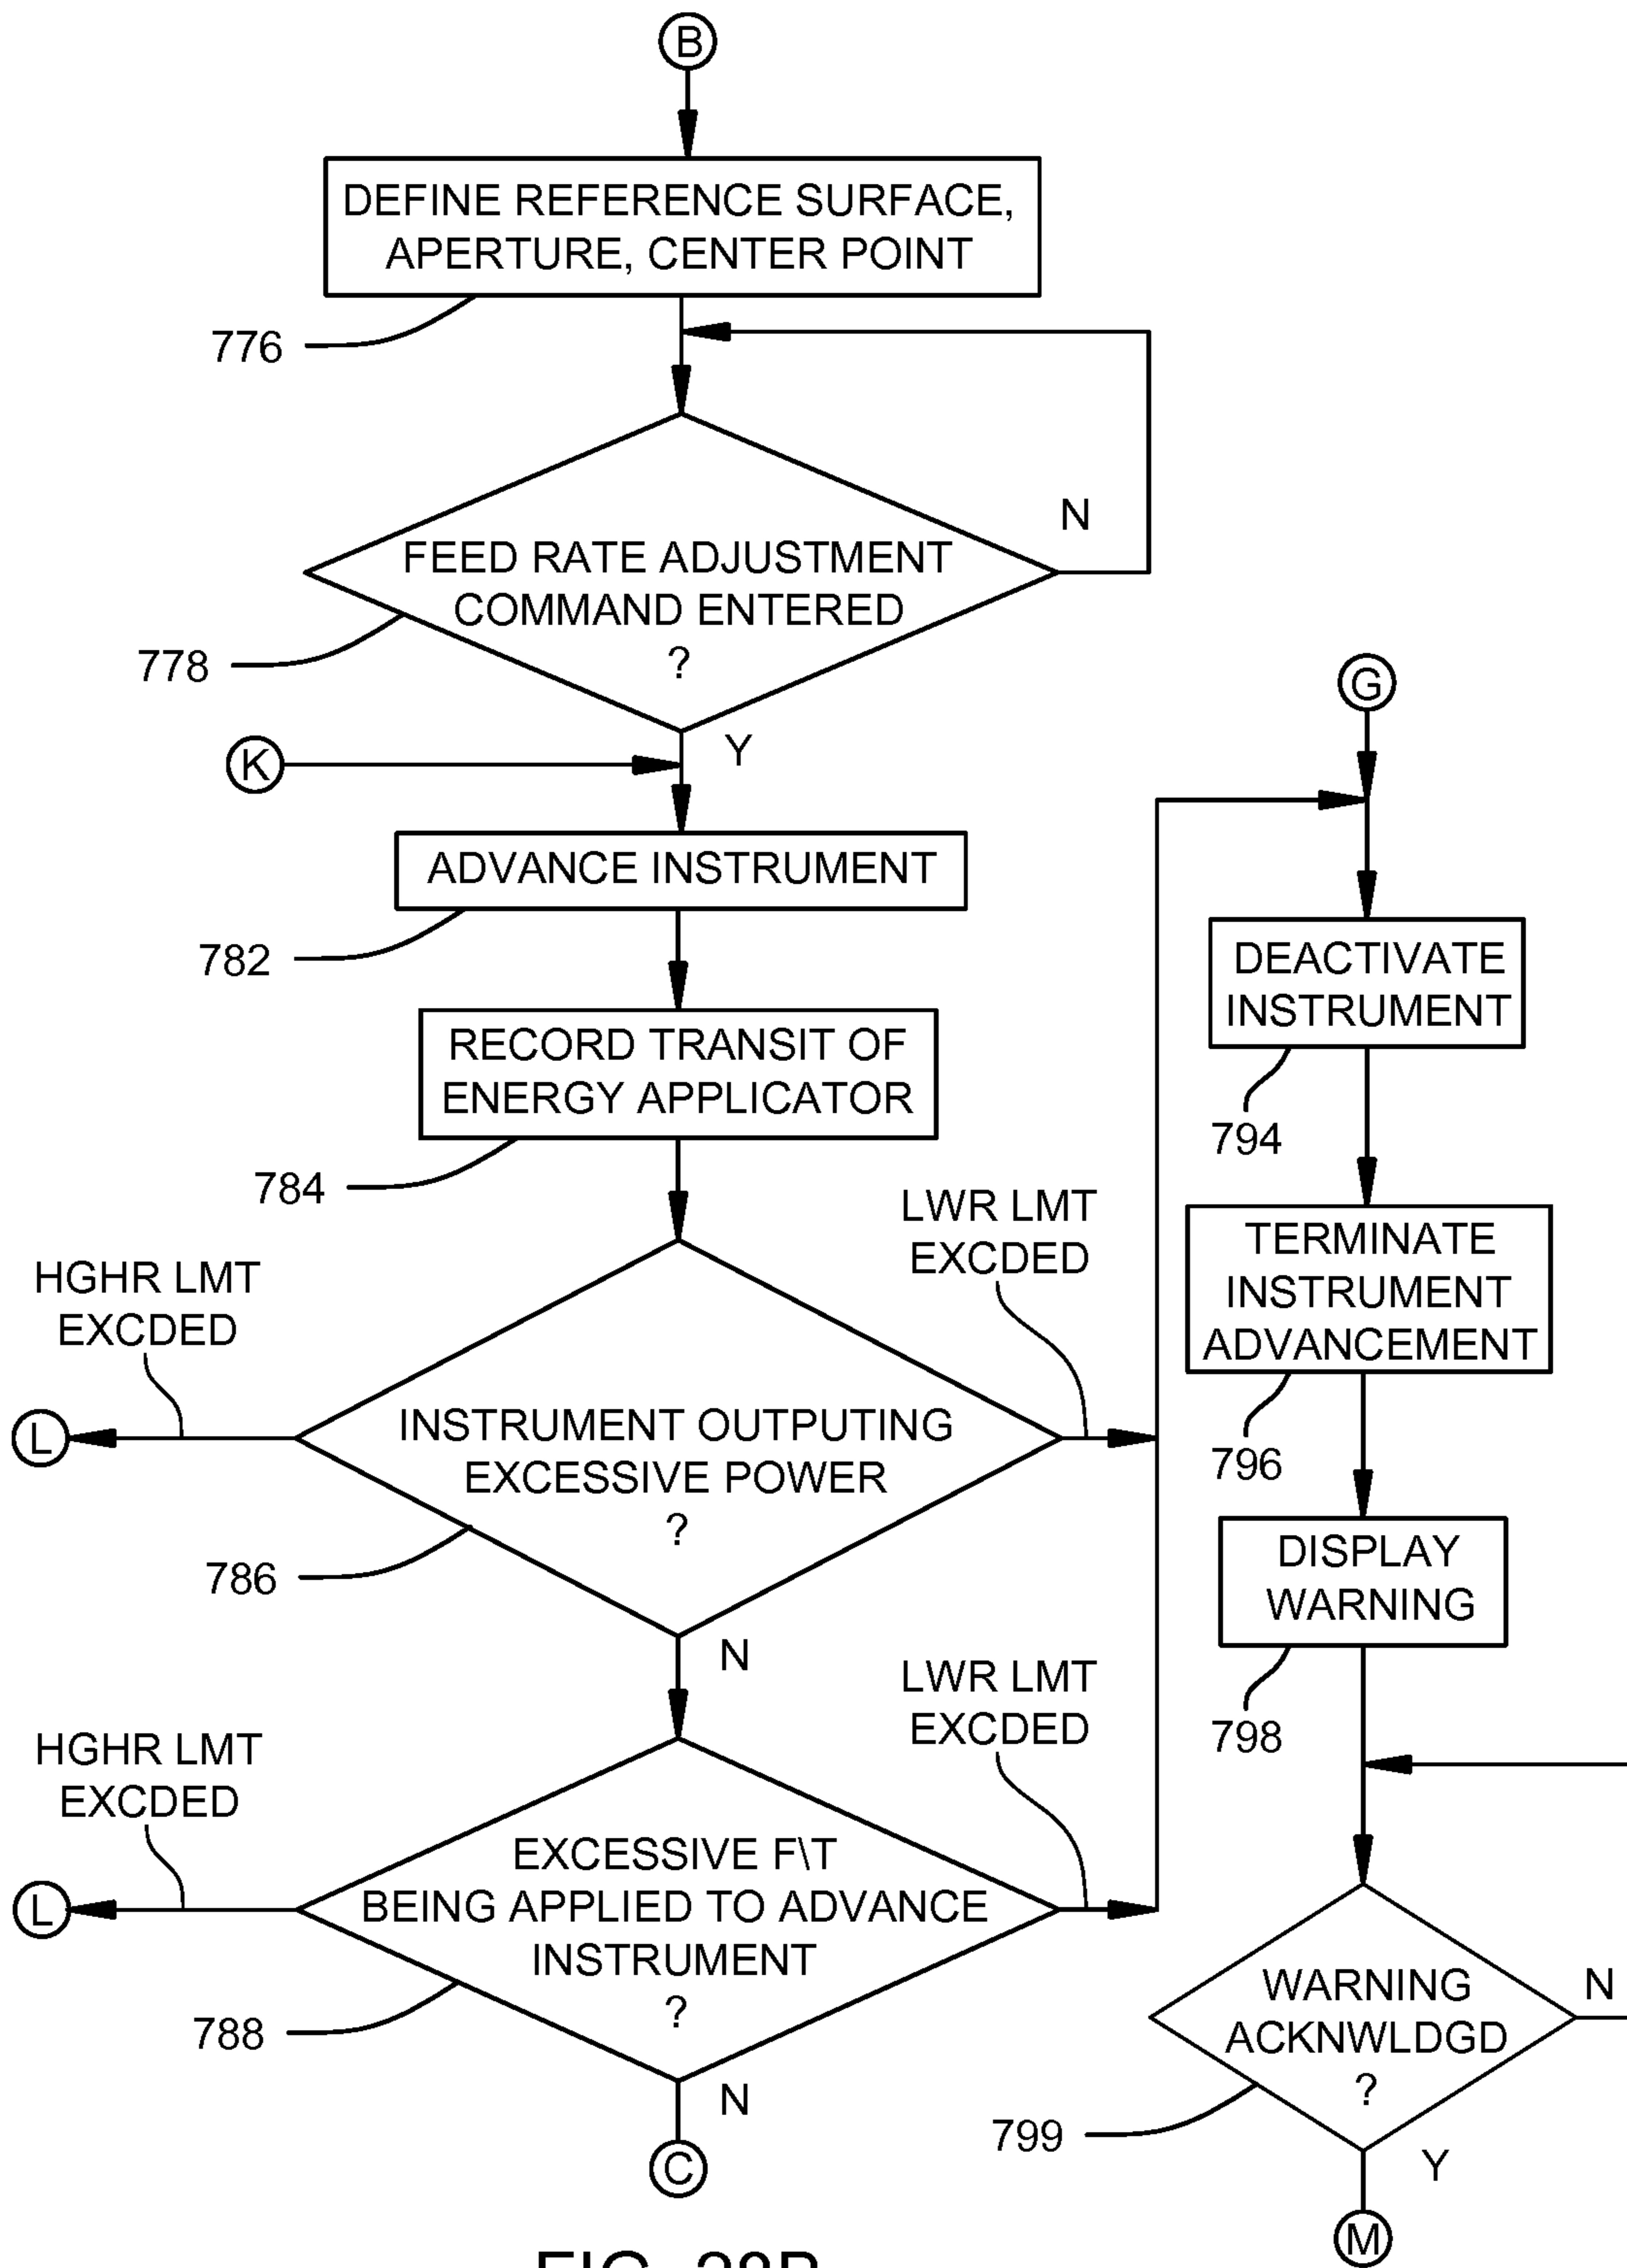 B
DEFINE REFERENCE SURFACE,
APERTURE, CENTER POINT
776
FEED RATE ADJUSTMENT
COMMAND ENTERED
?
N
778
Y
K
ADVANCE INSTRUMENT
782
RECORD TRANSIT OF
ENERGY APPLICATOR
784
HGHR LMT
EXCDED
LWR LMT
EXCDED
L
INSTRUMENT OUTPUTING
EXCESSIVE POWER
?
786
N
HGHR LMT
EXCDED
LWR LMT
EXCDED
L
EXCESSIVE F\T
BEING APPLIED TO ADVANCE
INSTRUMENT
?
788
N
C
G
DEACTIVATE
INSTRUMENT
794
TERMINATE
INSTRUMENT
ADVANCEMENT
796
DISPLAY
WARNING
798
WARNING
ACKNWLDGD
?
N
799
Y
M